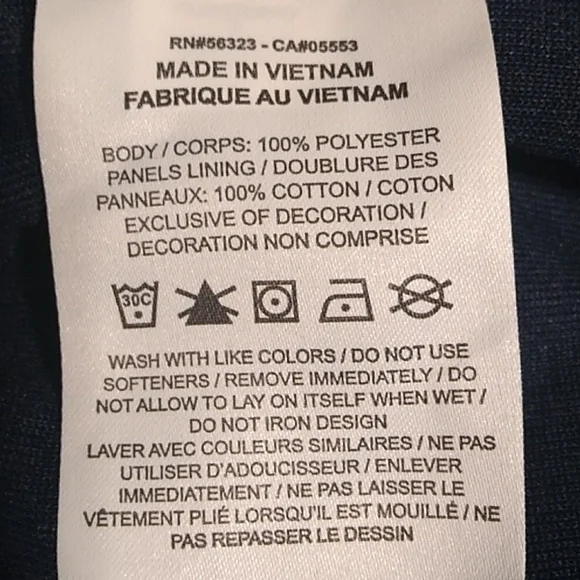 RN#56323 - CA#05553
MADE IN VIETNAM
FABRIQUE AU VIETNAM
BODY / CORPS: 100% POLYESTER
PANELS LINING / DOUBLURE DES
PANNEAUX: 100% COTTON / COTON
EXCLUSIVE OF DECORATION /
DECORATION NON COMPRISE
30C
WASH WITH LIKE COLORS / DO NOT USE
SOFTENERS / REMOVE IMMEDIATELY / DO
NOT ALLOW TO LAY ON ITSELF WHEN WET /
DO NOT IRON DESIGN
LAVER AVEC COULEURS SIMILAIRES / NE PAS
UTILISER D'ADOUCISSEUR / ENLEVER
IMMEDIATEMENT / NE PAS LAISSER LE
VÊTEMENT PLIÉ LORSQU'IL EST MOUILLÉ / NE
PAS REPASSER LE DESSIN